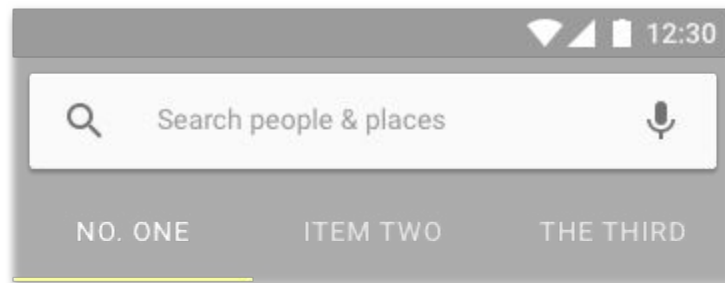 12:30
Search people & places
NO. ONE ITEM TWO THE THIRD